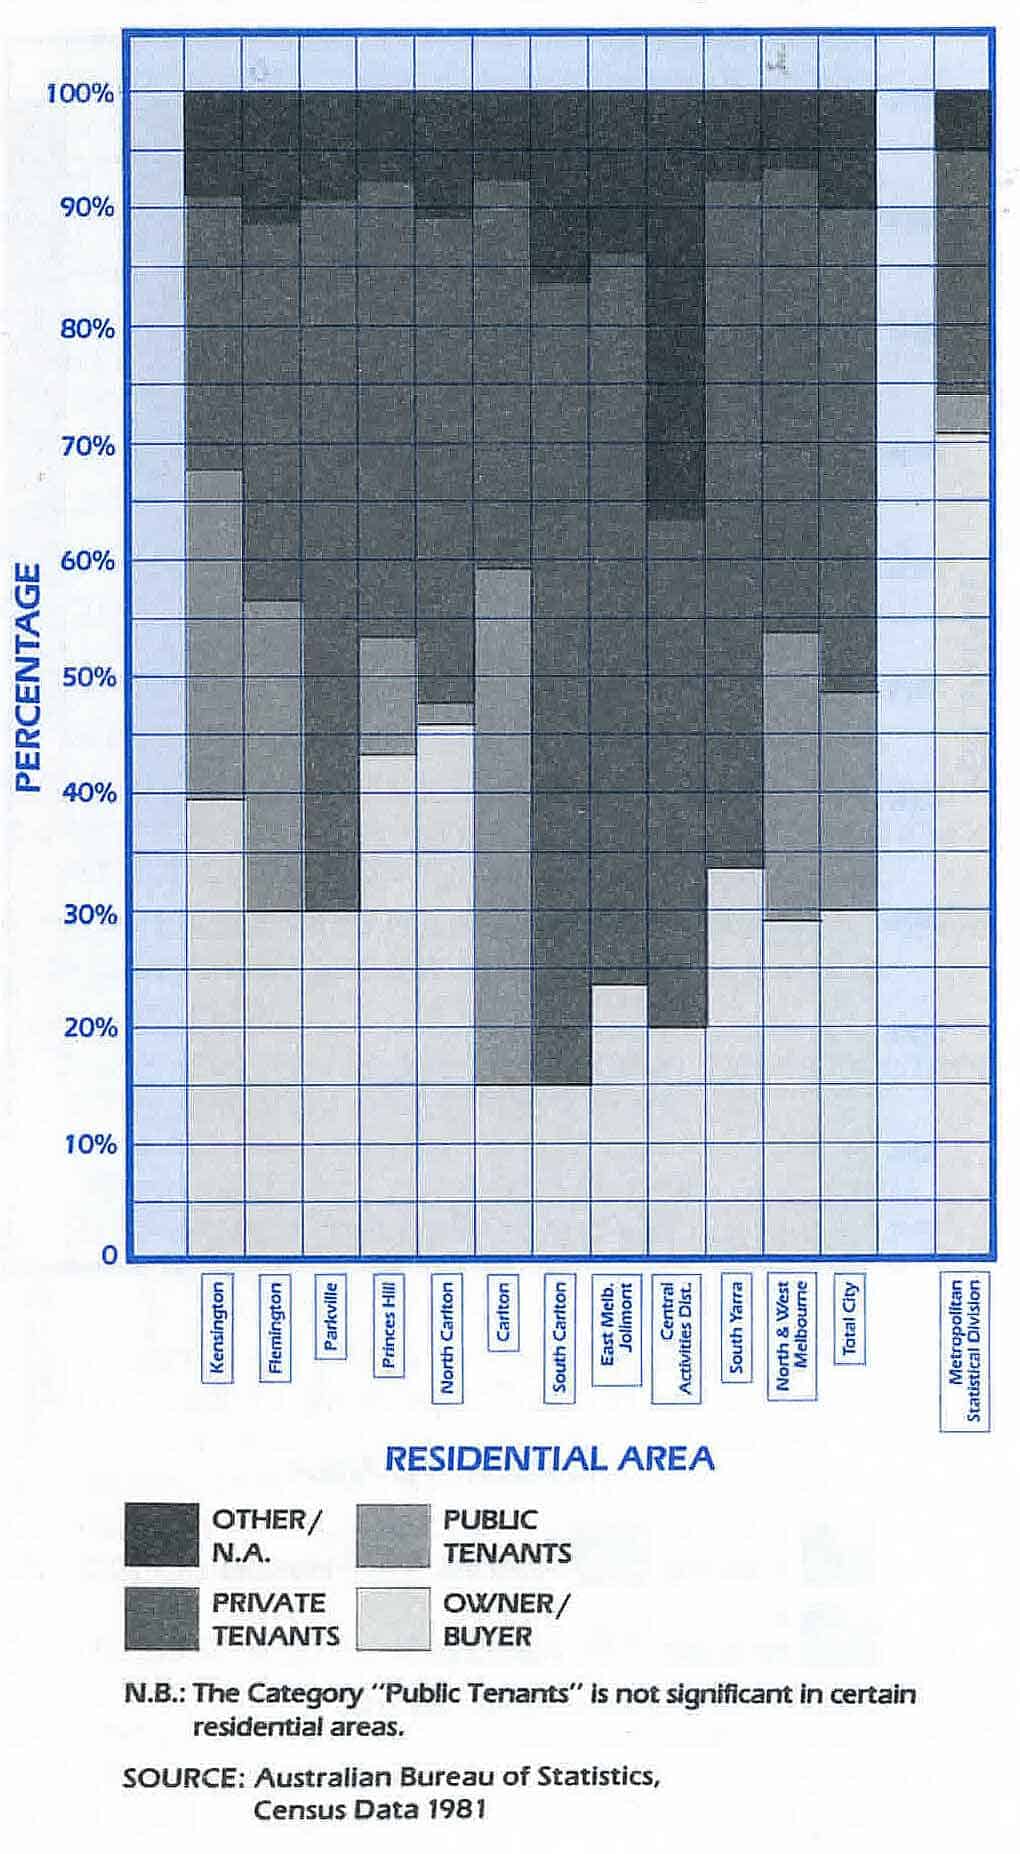 100%
90%
80%
70%
60%
50%
40%
30%
20%
10%
0
PERCENTAGE
Kensington
Flemington
Parkville
Princes Hill
North Carlton
Carlton
South Carlton
East Melb.
Jolimont
Central
Activities Dist.
South Yarra
North & West
Melbourne
Total City
Metropolitan
Statistical Division
RESIDENTIAL AREA
OTHER/
N.A.
PUBLIC
TENANTS
PRIVATE
TENANTS
OWNER/
BUYER
N.B.: The Category "Public Tenants" is not significant in certain
residential areas.
SOURCE: Australian Bureau of Statistics,
Census Data 1981